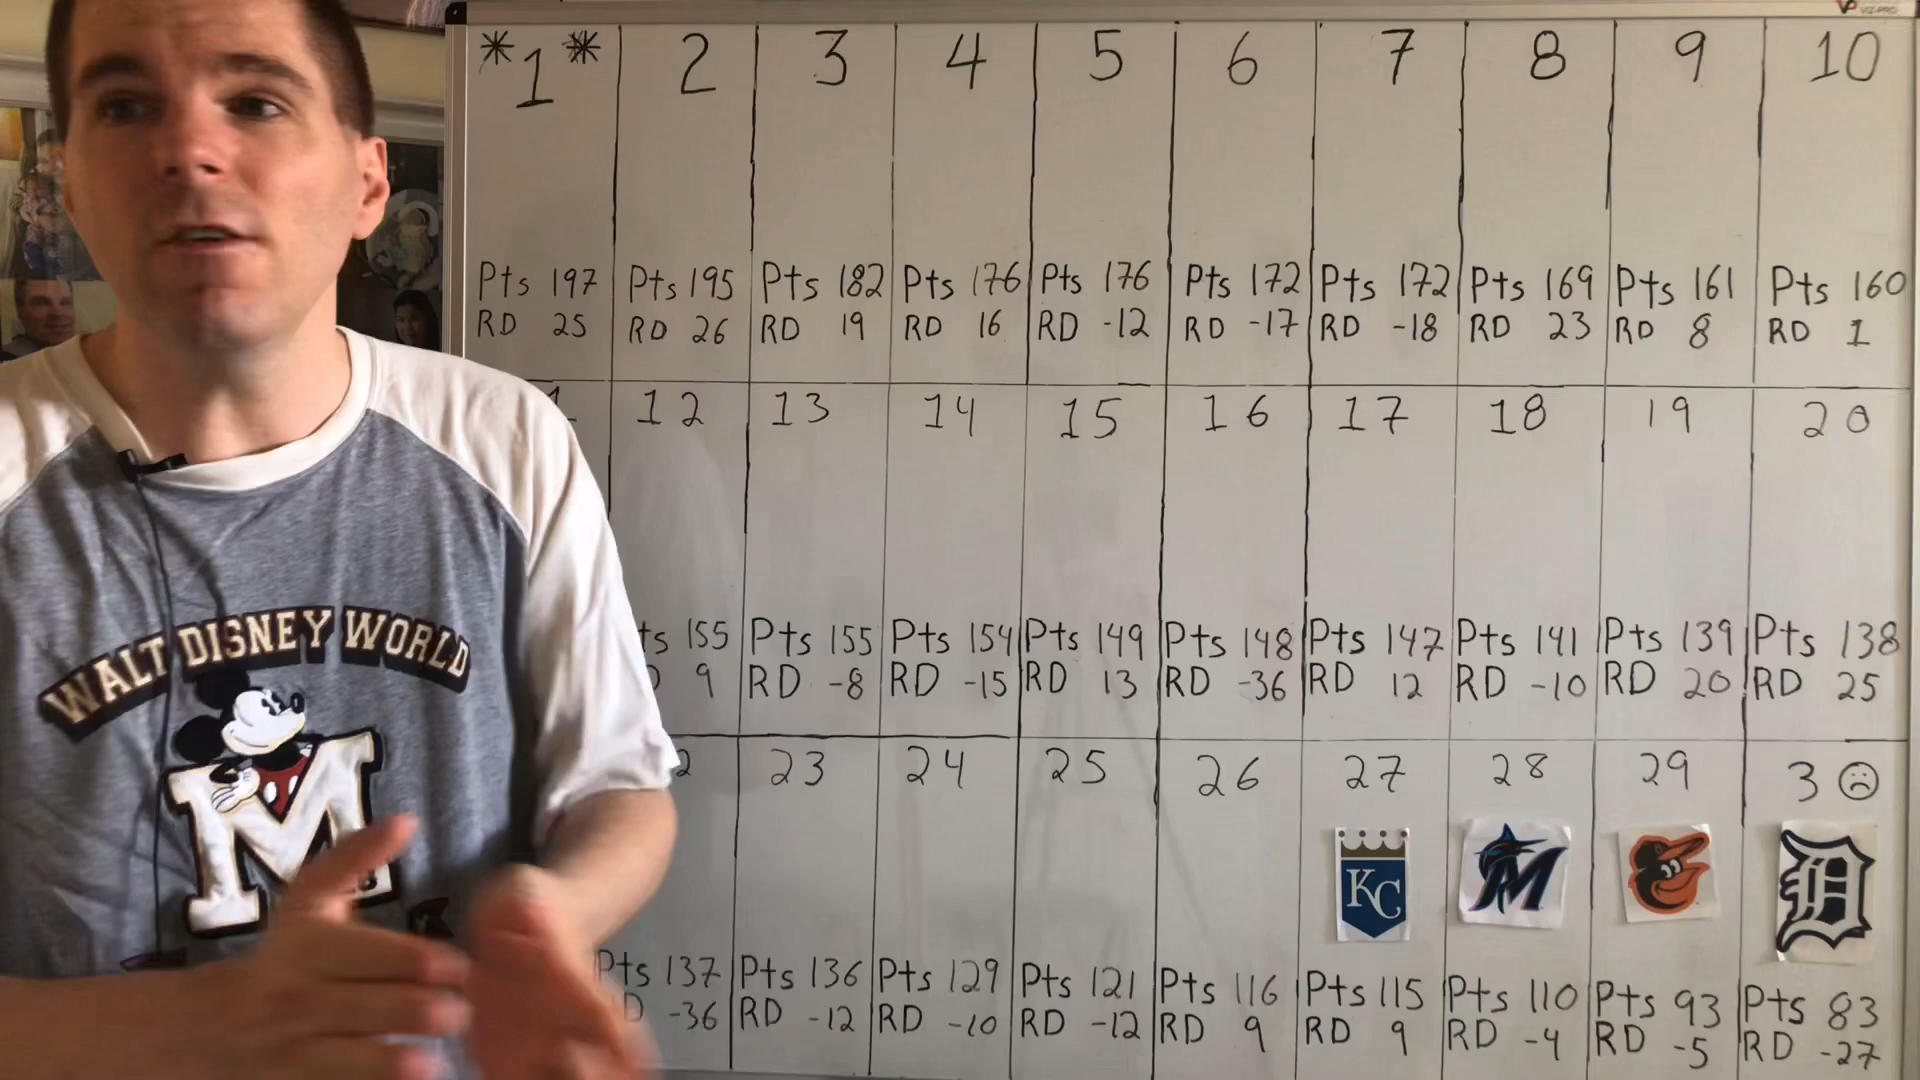 VIZ-PRO
*1* 2 3 4 5 6 7 8 9 10
Pts 197 Pts 195 Pts 182 Pts 176 Pts 176 Pts 172 Pts 172 Pts 169 Pts 161 Pts 160
RD 25 RD 26 RD 19 RD 16 RD -12 RD -17 RD -18 RD 23 RD 8 RD 1
12 13 14 15 16 17 18 19 20
ts 155 Pts 155 Pts 154 Pts 149 Pts 148 Pts 147 Pts 141 Pts 139 Pts 138
9 RD -8 RD -15 RD 13 RD -36 RD 12 RD -10 RD 20 RD 25
2 23 24 25 26 27 28 29 3
KC M D
Pts 137 Pts 136 Pts 129 Pts 121 Pts 116 Pts 115 Pts 110 Pts 93 Pts 83
D -36 RD -12 RD -10 RD -12 RD 9 RD 9 RD -4 RD -5 RD -27
WALT DISNEY WORLD
M